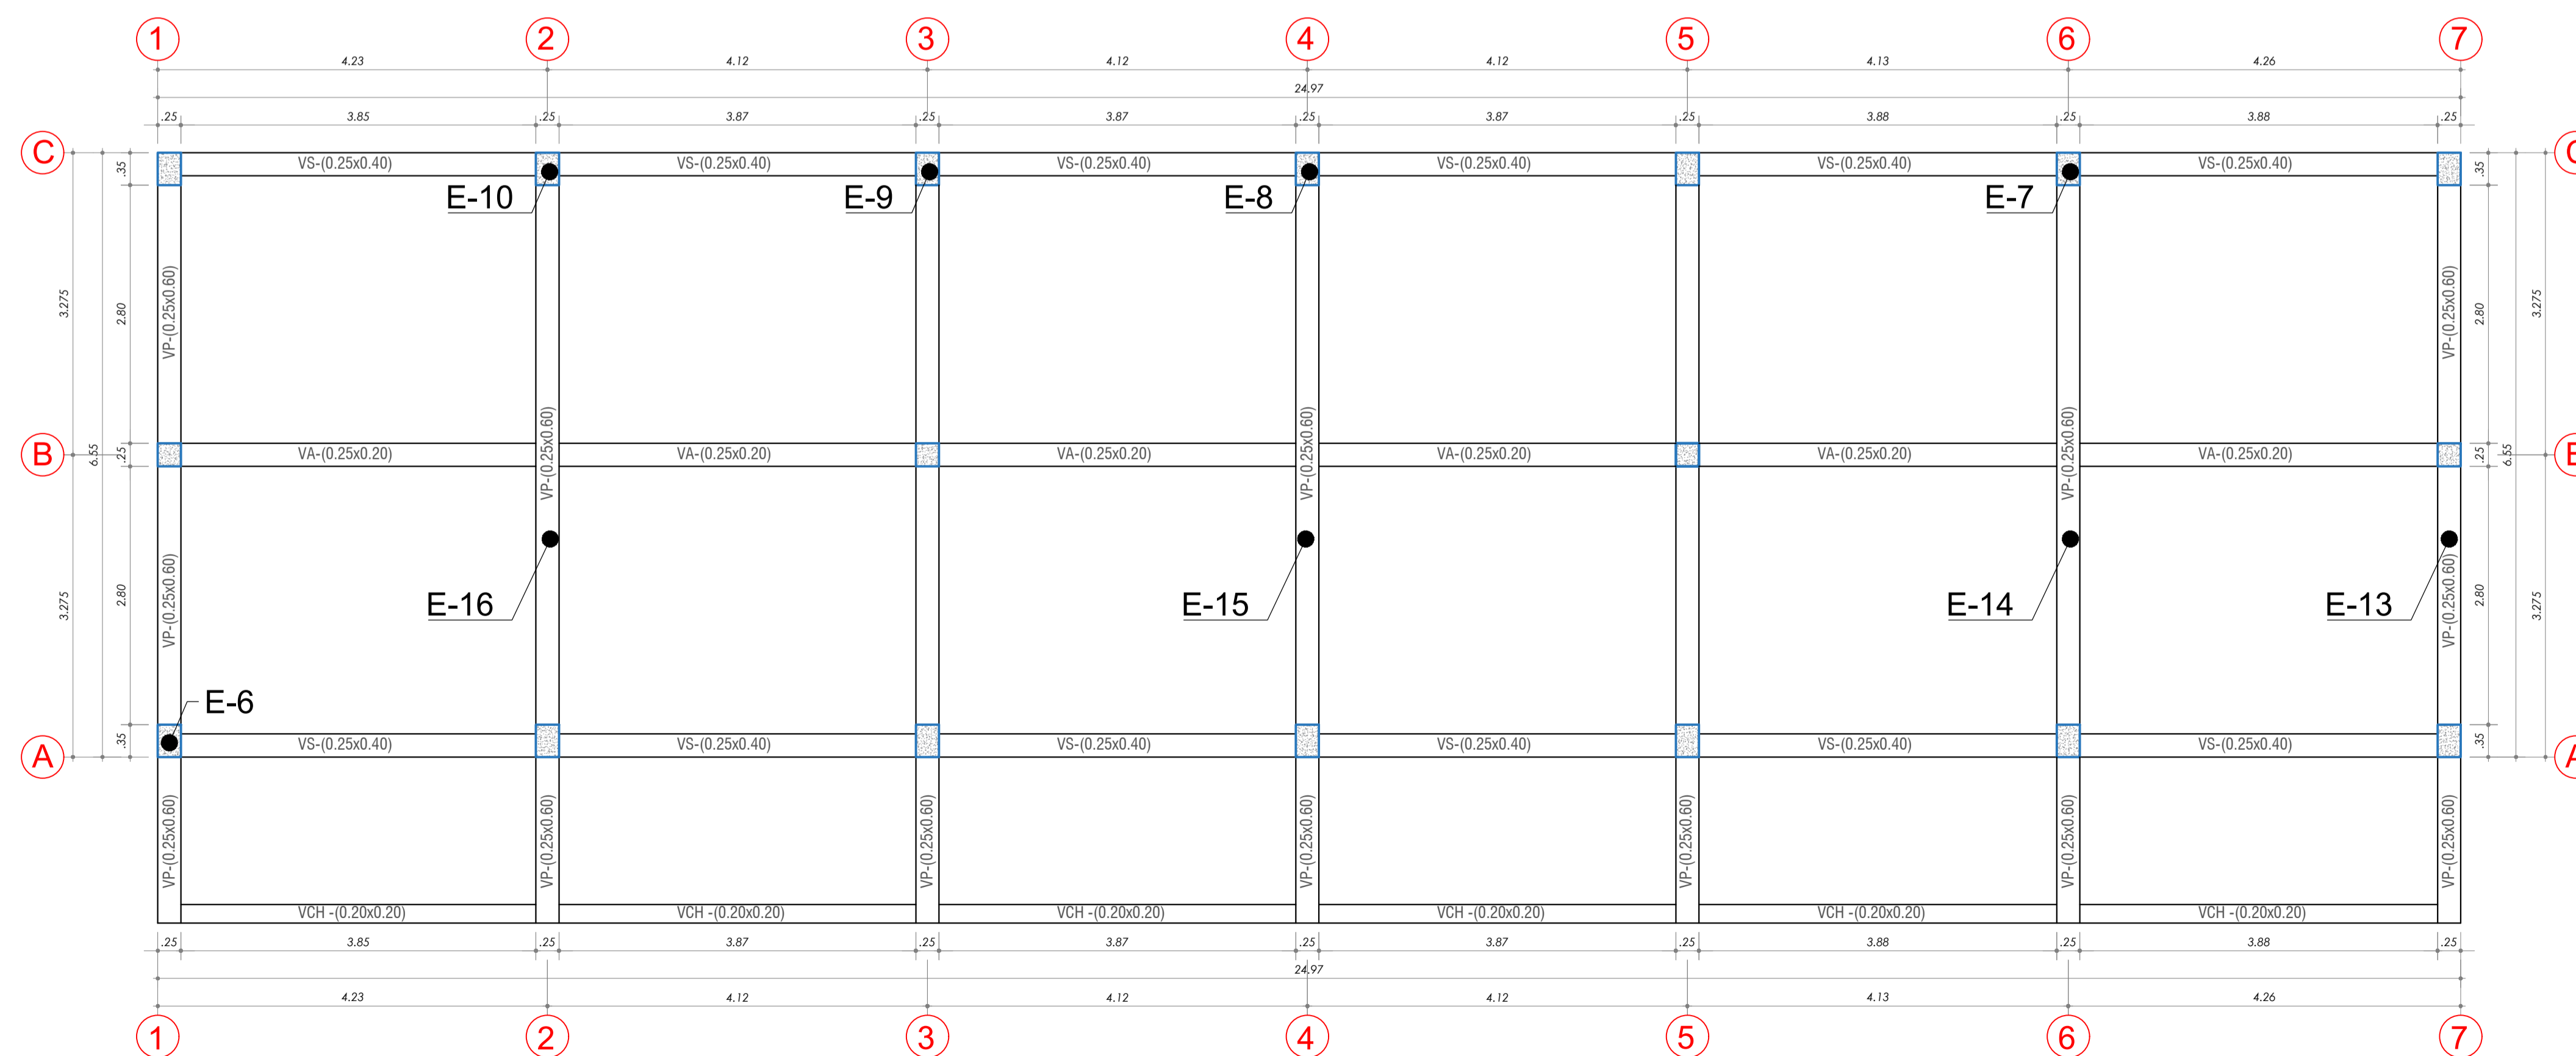 1 2 3 4 5 6 7
4.23 4.12 4.12 4.12 4.13 4.26
24.97
.25 3.85 .25 3.87 .25 3.87 .25 3.87 .25 3.88 .25 3.88 .25
C
VS-(0.25x0.40) VS-(0.25x0.40) VS-(0.25x0.40) VS-(0.25x0.40) VS-(0.25x0.40) VS-(0.25x0.40)
.35 .35
E-10 E-9 E-8 E-7
3.275 2.80 VP-(0.25x0.60) VP-(0.25x0.60) 2.80 3.275
VP-(0.25x0.60) VP-(0.25x0.60) VP-(0.25x0.60)
B 6.55 .25 VA-(0.25x0.20) VA-(0.25x0.20) VA-(0.25x0.20) VA-(0.25x0.20) VA-(0.25x0.20) VA-(0.25x0.20) .25 6.55
3.275 2.80 VP-(0.25x0.60) E-16 E-15 E-14 E-13 VP-(0.25x0.60) 2.80 3.275
E-6
A .35 VS-(0.25x0.40) VS-(0.25x0.40) VS-(0.25x0.40) VS-(0.25x0.40) VS-(0.25x0.40) VS-(0.25x0.40) .35
VP-(0.25x0.60) VP-(0.25x0.60) VP-(0.25x0.60) VP-(0.25x0.60) VP-(0.25x0.60) VP-(0.25x0.60) VP-(0.25x0.60)
VCH -(0.20x0.20) VCH -(0.20x0.20) VCH -(0.20x0.20) VCH -(0.20x0.20) VCH -(0.20x0.20) VCH -(0.20x0.20)
.25 3.85 .25 3.87 .25 3.87 .25 3.87 .25 3.88 .25 3.88 .25
24.97
4.23 4.12 4.12 4.12 4.13 4.26
1 2 3 4 5 6 7